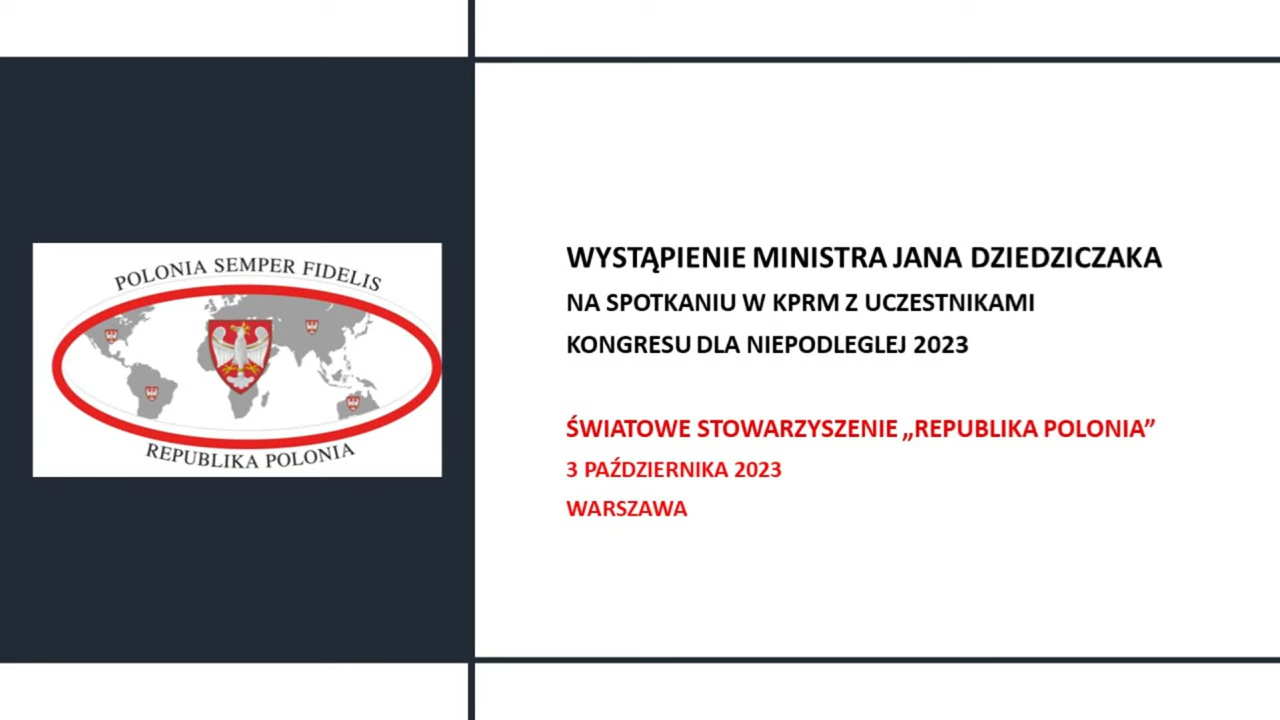 POLONIA SEMPER FIDELIS
REPUBLIKA POLONIA
WYSTĄPIENIE MINISTRA JANA DZIEDZICZAKA
NA SPOTKANIU W KPRM Z UCZESTNIKAMI
KONGRESU DLA NIEPODLEGLEJ 2023
ŚWIATOWE STOWARZYSZENIE „REPUBLIKA POLONIA”
3 PAŹDZIERNIKA 2023
WARSZAWA